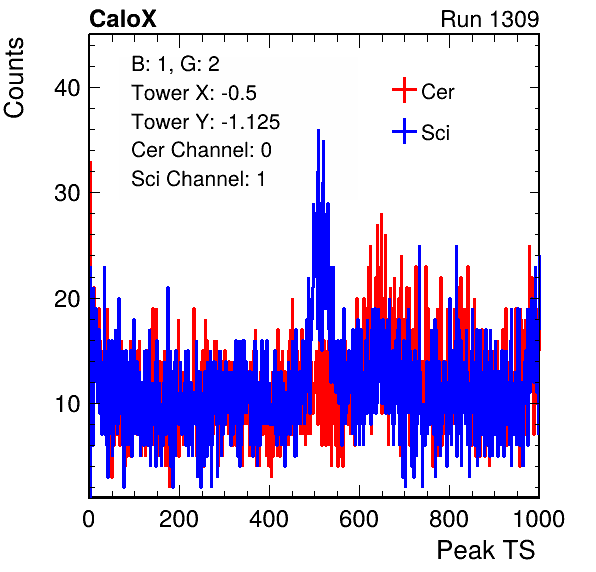 CaloX Run 1309
Counts
B: 1, G: 2
Tower X: -0.5
Tower Y: -1.125
Cer Channel: 0
Sci Channel: 1
Cer
Sci
40
30
20
10
0 200 400 600 800 1000
Peak TS